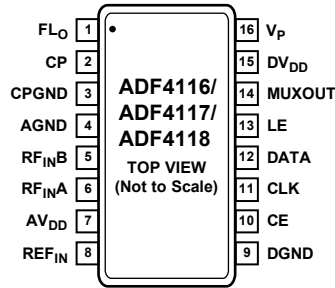 FLO 1
CP 2
CPGND 3
AGND 4
RFINB 5
RFINA 6
AVDD 7
REFIN 8
ADF4116/
ADF4117/
ADF4118
TOP VIEW
(Not to Scale)
16 VP
15 DVDD
14 MUXOUT
13 LE
12 DATA
11 CLK
10 CE
9 DGND